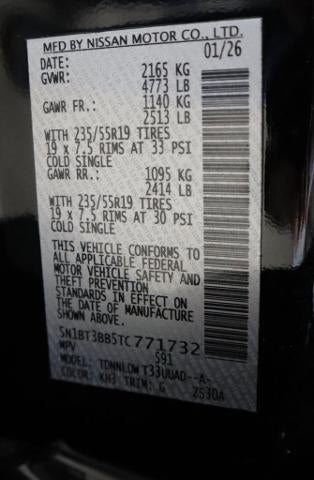 MFD BY NISSAN MOTOR CO., LTD.
DATE: 01/26
GVWR: 2165 KG
4773 LB
GAWR FR.: 1140 KG
2513 LB
WITH 235/55R19 TIRES
19 x 7.5 RIMS AT 33 PSI
COLD SINGLE
GAWR RR.: 1095 KG
2414 LB
WITH 235/55R19 TIRES
19 x 7.5 RIMS AT 30 PSI
COLD SINGLE
THIS VEHICLE CONFORMS TO
ALL APPLICABLE FEDERAL
MOTOR VEHICLE SAFETY AND
THEFT PREVENTION
STANDARDS IN EFFECT ON
THE DATE OF MANUFACTURE
SHOWN ABOVE.
5N1BT3BB5TC771732
MPV 591
MODEL: TDNNLDW T33UUAD--A-
COLOR: KH3 TRIM: G 2S30A